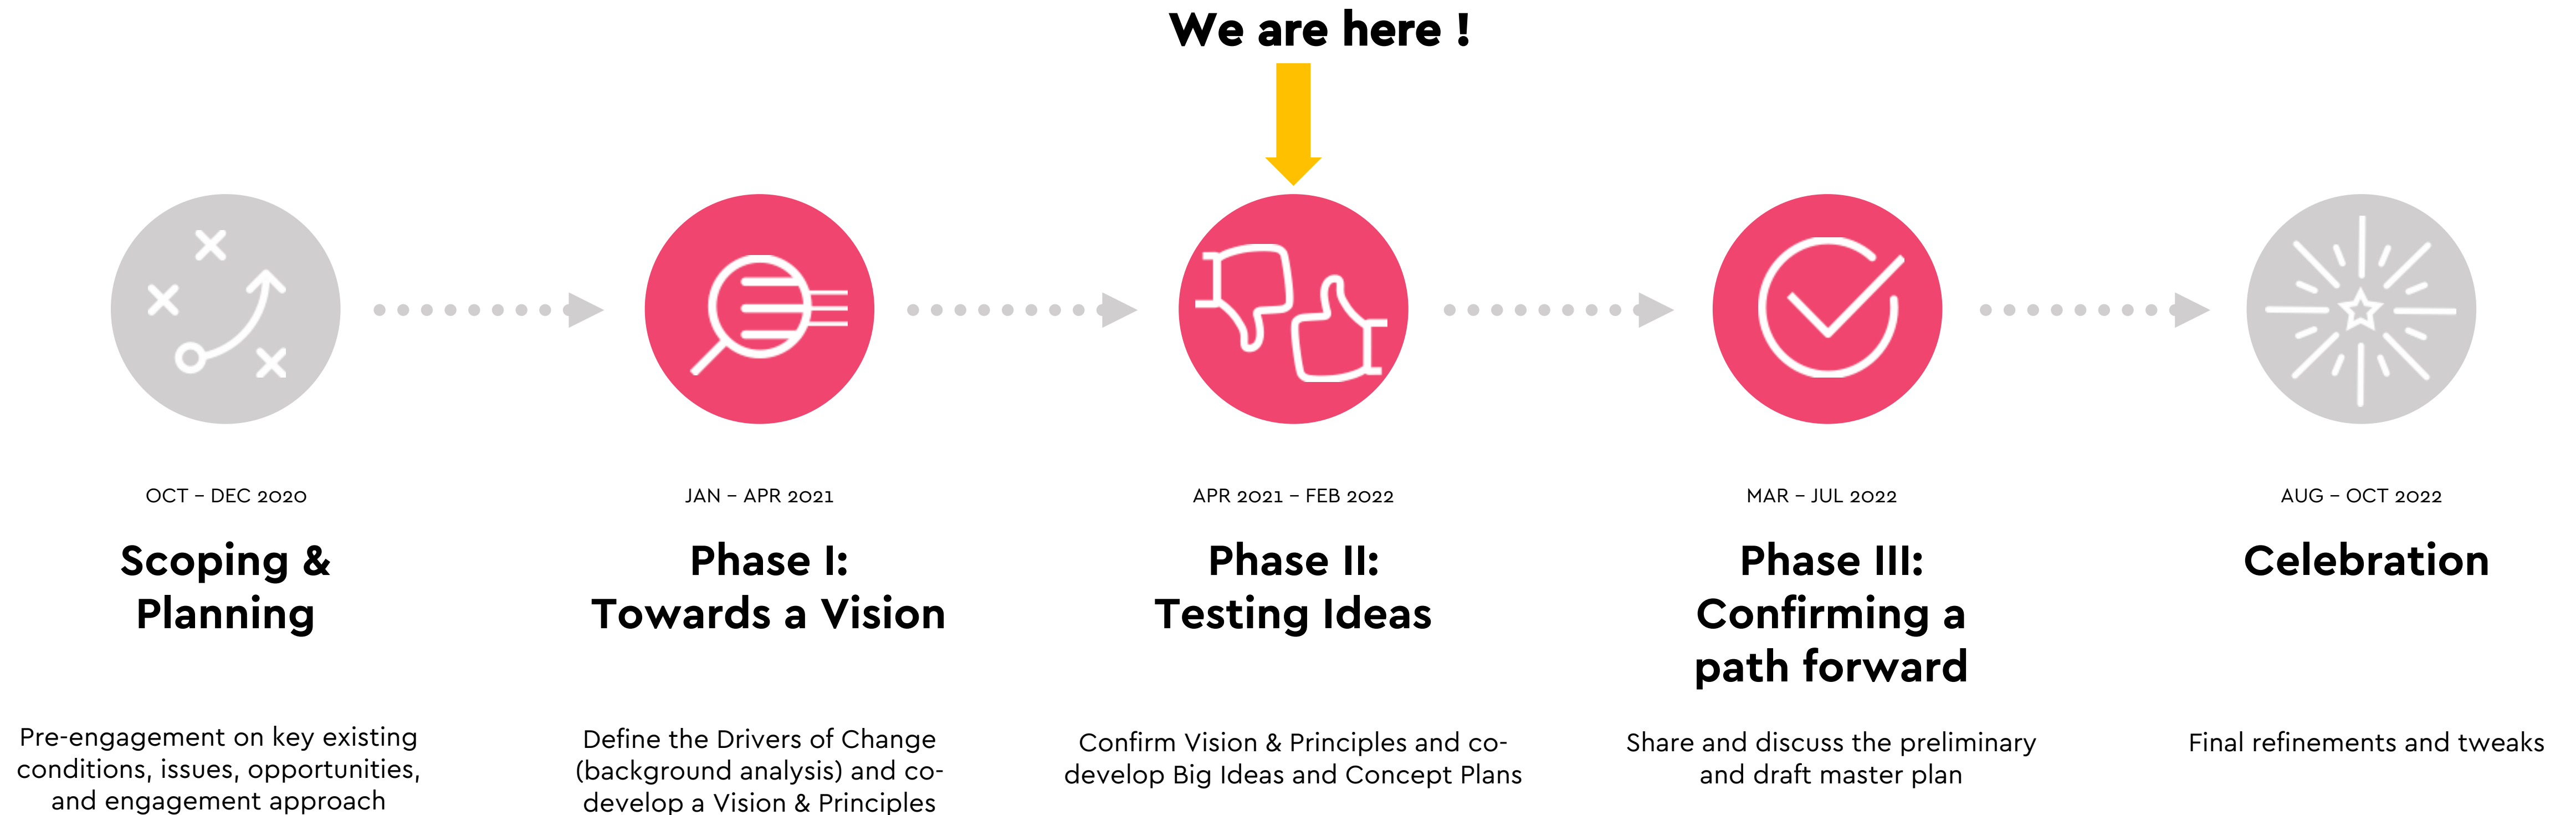 We are here !
OCT – DEC 2020
Scoping &
Planning
Pre-engagement on key existing
conditions, issues, opportunities,
and engagement approach
JAN – APR 2021
Phase I:
Towards a Vision
Define the Drivers of Change
(background analysis) and co-
develop a Vision & Principles
APR 2021 – FEB 2022
Phase II:
Testing Ideas
Confirm Vision & Principles and co-
develop Big Ideas and Concept Plans
MAR – JUL 2022
Phase III:
Confirming a
path forward
Share and discuss the preliminary
and draft master plan
AUG – OCT 2022
Celebration
Final refinements and tweaks